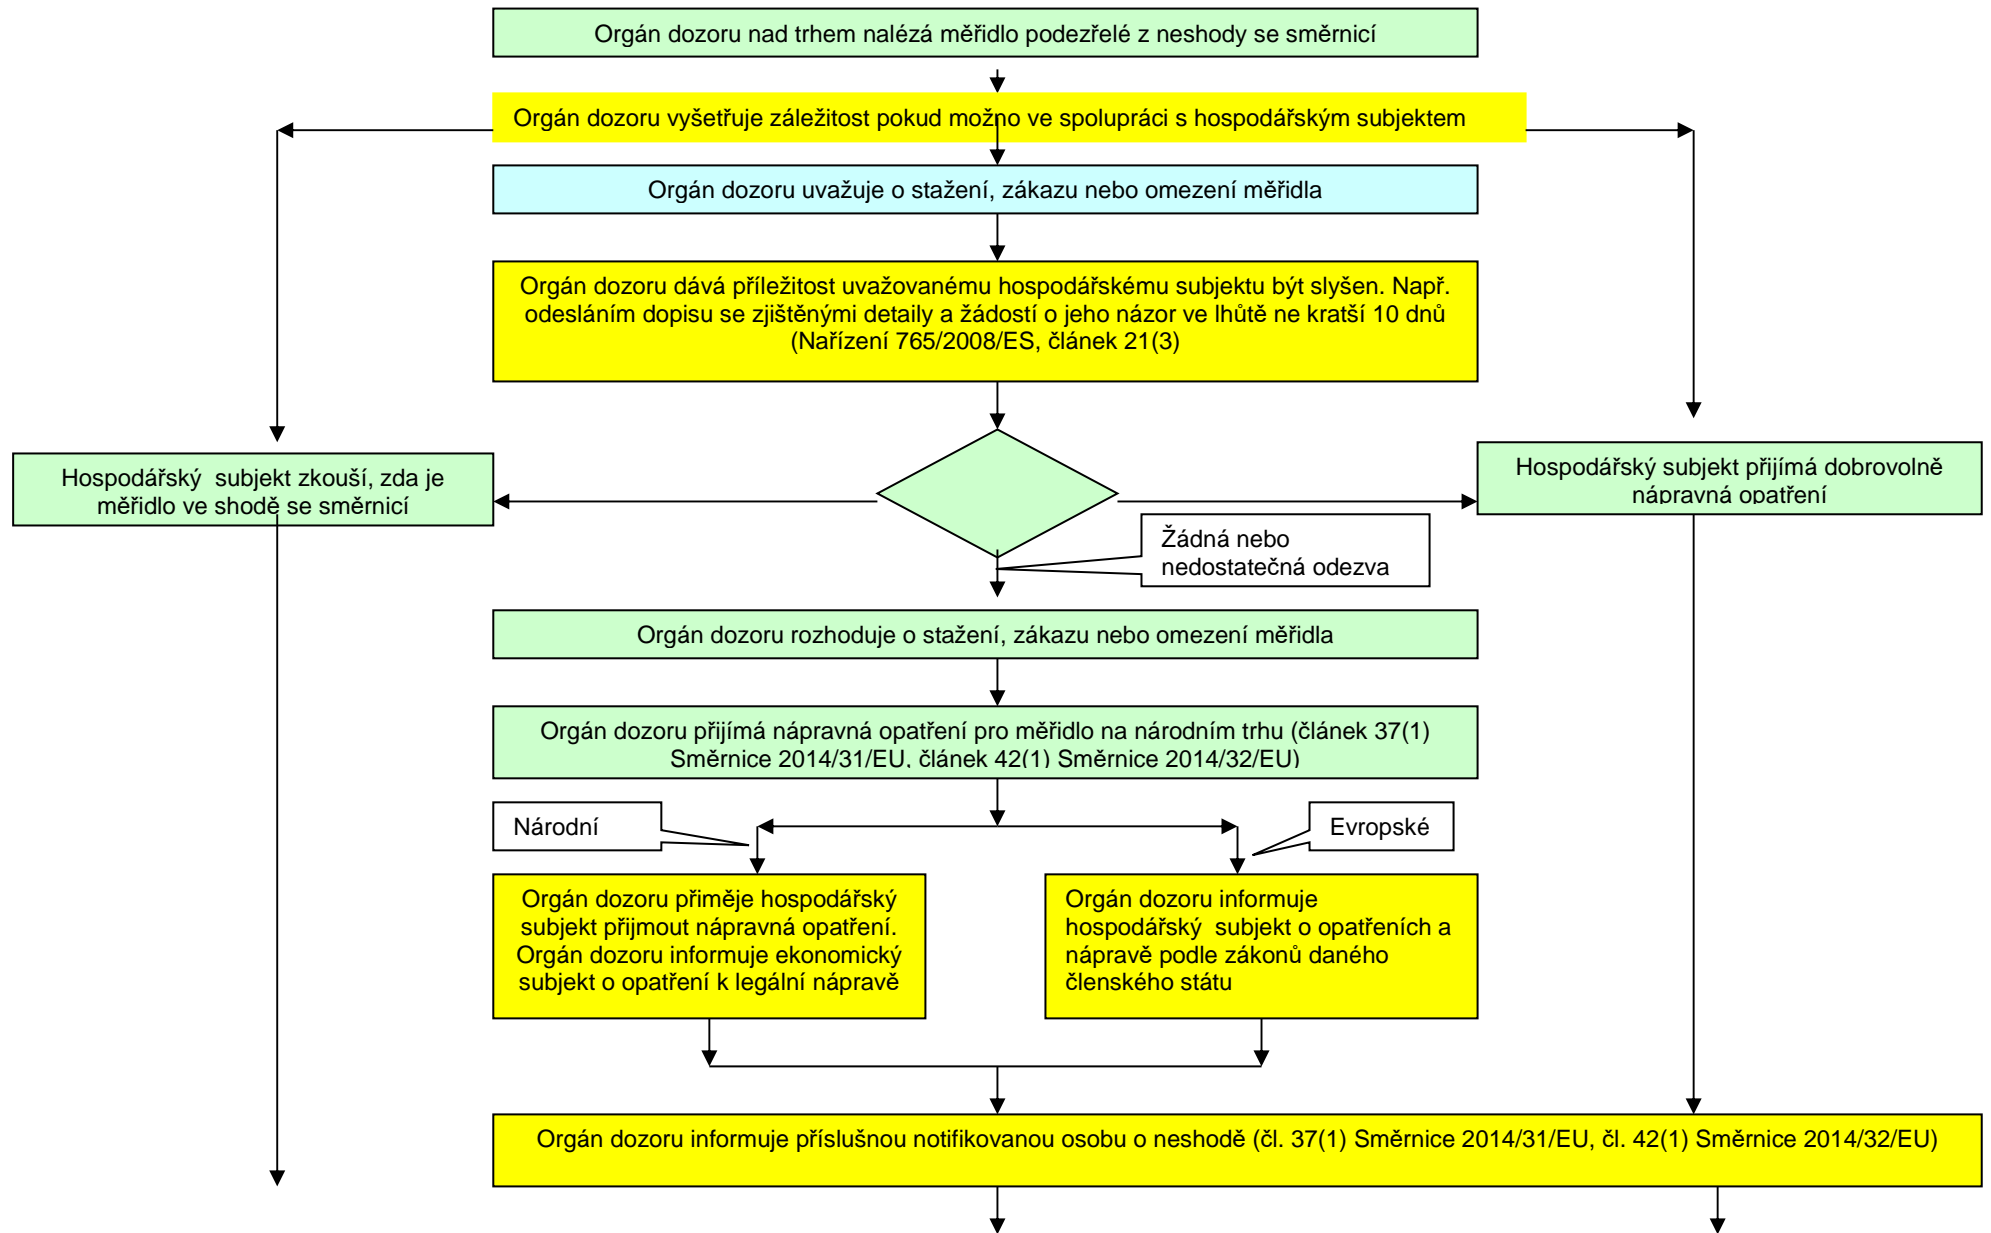 Orgán dozoru nad trhem nalézá měřidlo podezřelé z neshody se směrnicí
Orgán dozoru vyšetřuje záležitost pokud možno ve spolupráci s hospodářským subjektem
Orgán dozoru uvažuje o stažení, zákazu nebo omezení měřidla
Orgán dozoru dává příležitost uvažovanému hospodářskému subjektu být slyšen. Např.
odesláním dopisu se zjištěnými detaily a žádostí o jeho názor ve lhůtě ne kratší 10 dnů
(Nařízení 765/2008/ES, článek 21(3)
Hospodářský subjekt zkouší, zda je
měřidlo ve shodě se směrnicí
Hospodářský subjekt přijímá dobrovolně
nápravná opatření
Žádná nebo
nedostatečná odezva
Orgán dozoru rozhoduje o stažení, zákazu nebo omezení měřidla
Orgán dozoru přijímá nápravná opatření pro měřidlo na národním trhu (článek 37(1)
Směrnice 2014/31/EU, článek 42(1) Směrnice 2014/32/EU)
Národní
Evropské
Orgán dozoru přiměje hospodářský
subjekt přijmout nápravná opatření.
Orgán dozoru informuje ekonomický
subjekt o opatření k legální nápravě
Orgán dozoru informuje
hospodářský subjekt o opatřeních a
nápravě podle zákonů daného
členského státu
Orgán dozoru informuje příslušnou notifikovanou osobu o neshodě (čl. 37(1) Směrnice 2014/31/EU, čl. 42(1) Směrnice 2014/32/EU)